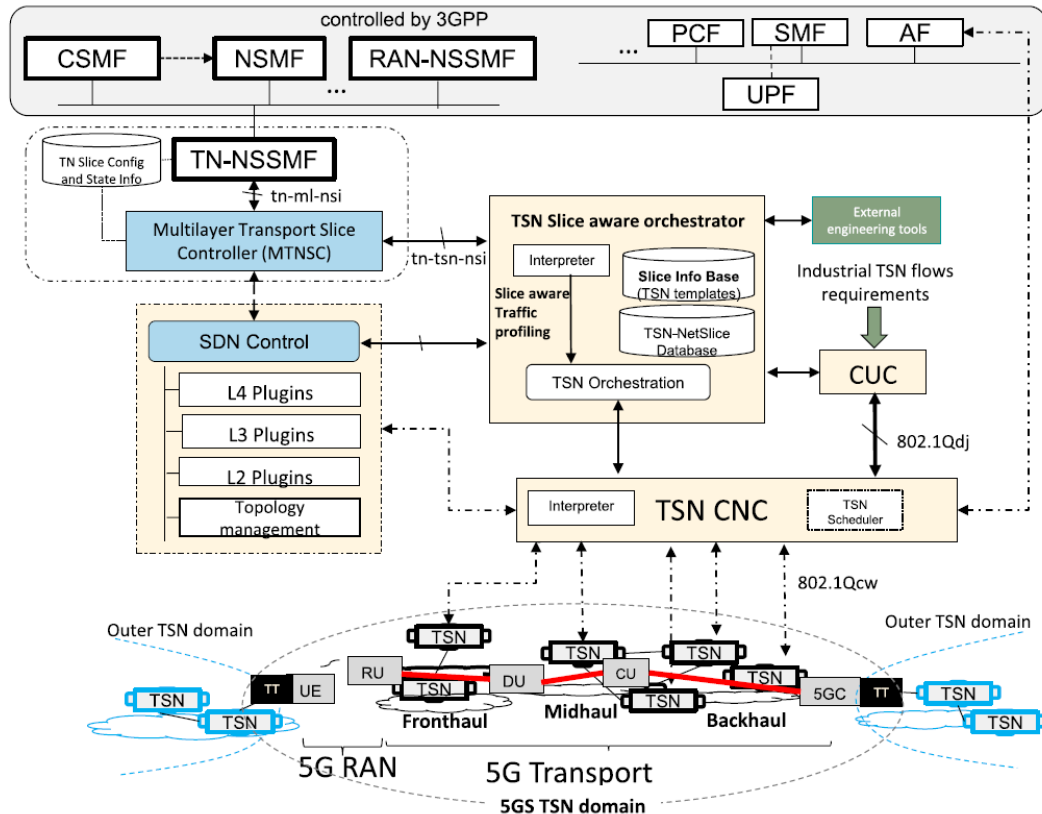 controlled by 3GPP
CSMF
NSMF
RAN-NSSMF
...
...
PCF
SMF
AF
UPF
TN Slice Config
and State Info
TN-NSSMF
tn-ml-nsi
Multilayer Transport Slice
Controller (MTNSC)
tn-tsn-nsi
TSN Slice aware orchestrator
Interpreter
Slice Info Base
(TSN templates)
Slice aware
Traffic
profiling
TSN-NetSlice
Database
TSN Orchestration
External
engineering tools
Industrial TSN flows
requirements
CUC
802.1Qdj
SDN Control
L4 Plugins
L3 Plugins
L2 Plugins
Topology
management
Interpreter
TSN CNC
TSN
Scheduler
802.1Qcw
Outer TSN domain
Outer TSN domain
TSN
TSN
TT
UE
RU
TSN
TSN
DU
TSN
CU
TSN
TSN
TSN
5GC
TT
TSN
TSN
Fronthaul
Midhaul
Backhaul
5G RAN
5G Transport
5GS TSN domain